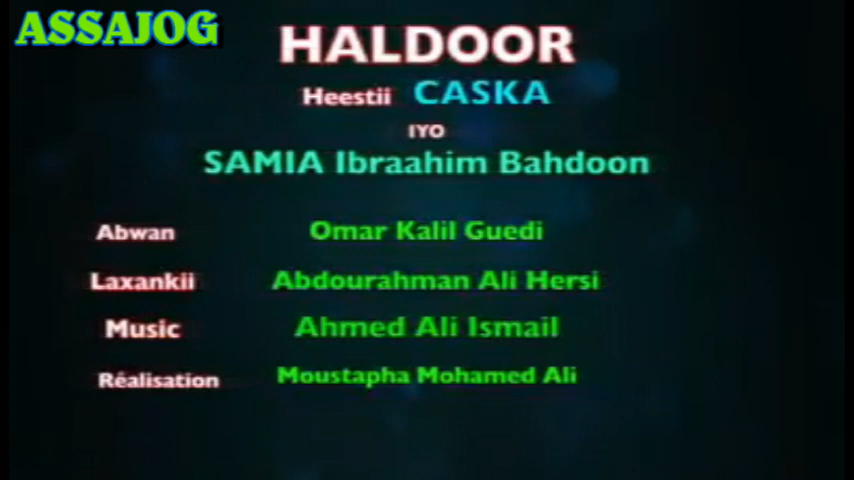 ASSAJOG
HALDOOR
Heestii CASKA
IYO
SAMIA Ibraahim Bahdoon
Abwan Omar Kalil Guedi
Laxankii Abdourahman Ali Hersi
Music Ahmed Ali Ismail
Réalisation Moustapha Mohamed Ali